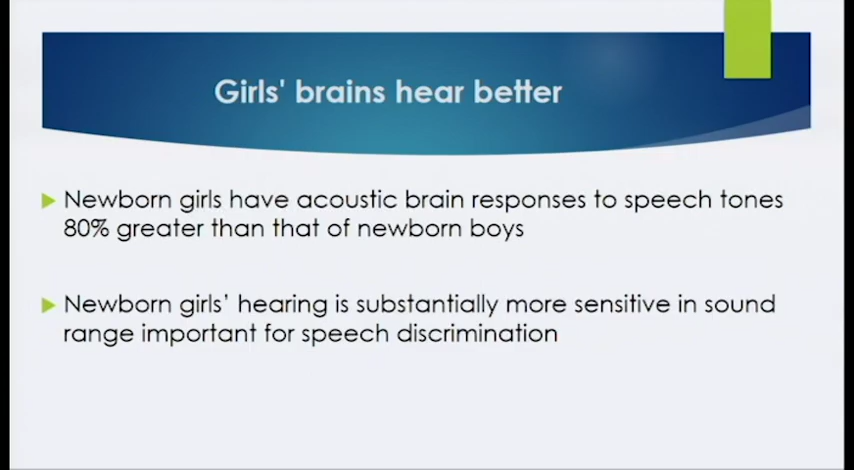 Girls' brains hear better
Newborn girls have acoustic brain responses to speech tones
80% greater than that of newborn boys
Newborn girls' hearing is substantially more sensitive in sound
range important for speech discrimination